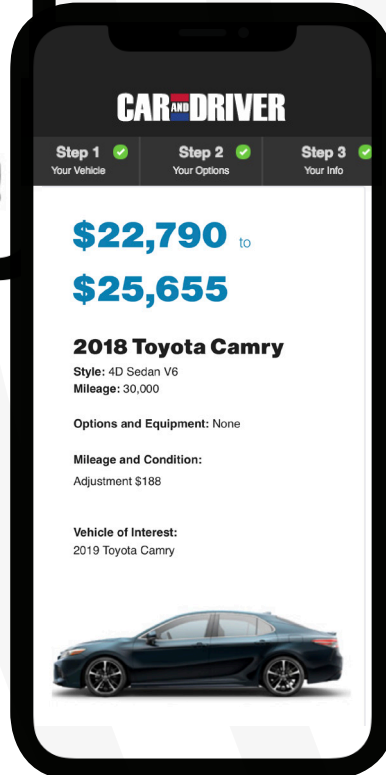 CAR AND DRIVER
Step 1 Step 2 Step 3
Your Vehicle Your Options Your Info
$22,790 to
$25,655
2018 Toyota Camry
Style: 4D Sedan V6
Mileage: 30,000
Options and Equipment: None
Mileage and Condition:
Adjustment $188
Vehicle of Interest:
2019 Toyota Camry